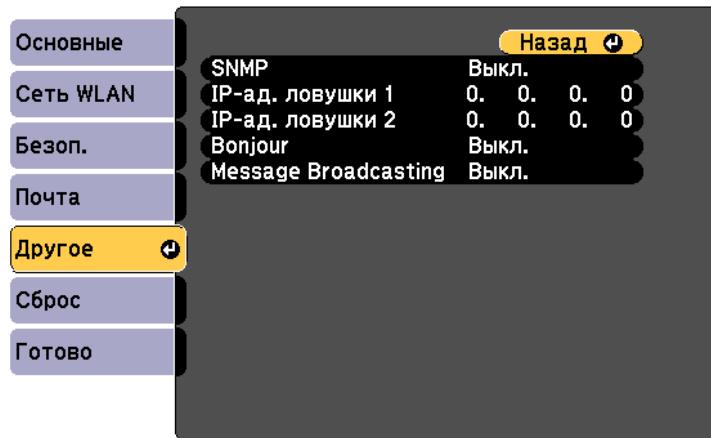 Основные
Сеть WLAN
Безоп.
Почта
Другое
Сброс
Готово
Назад
SNMP Выкл.
IP-ад. ловушки 1 0. 0. 0. 0
IP-ад. ловушки 2 0. 0. 0. 0
Bonjour Выкл.
Message Broadcasting Выкл.